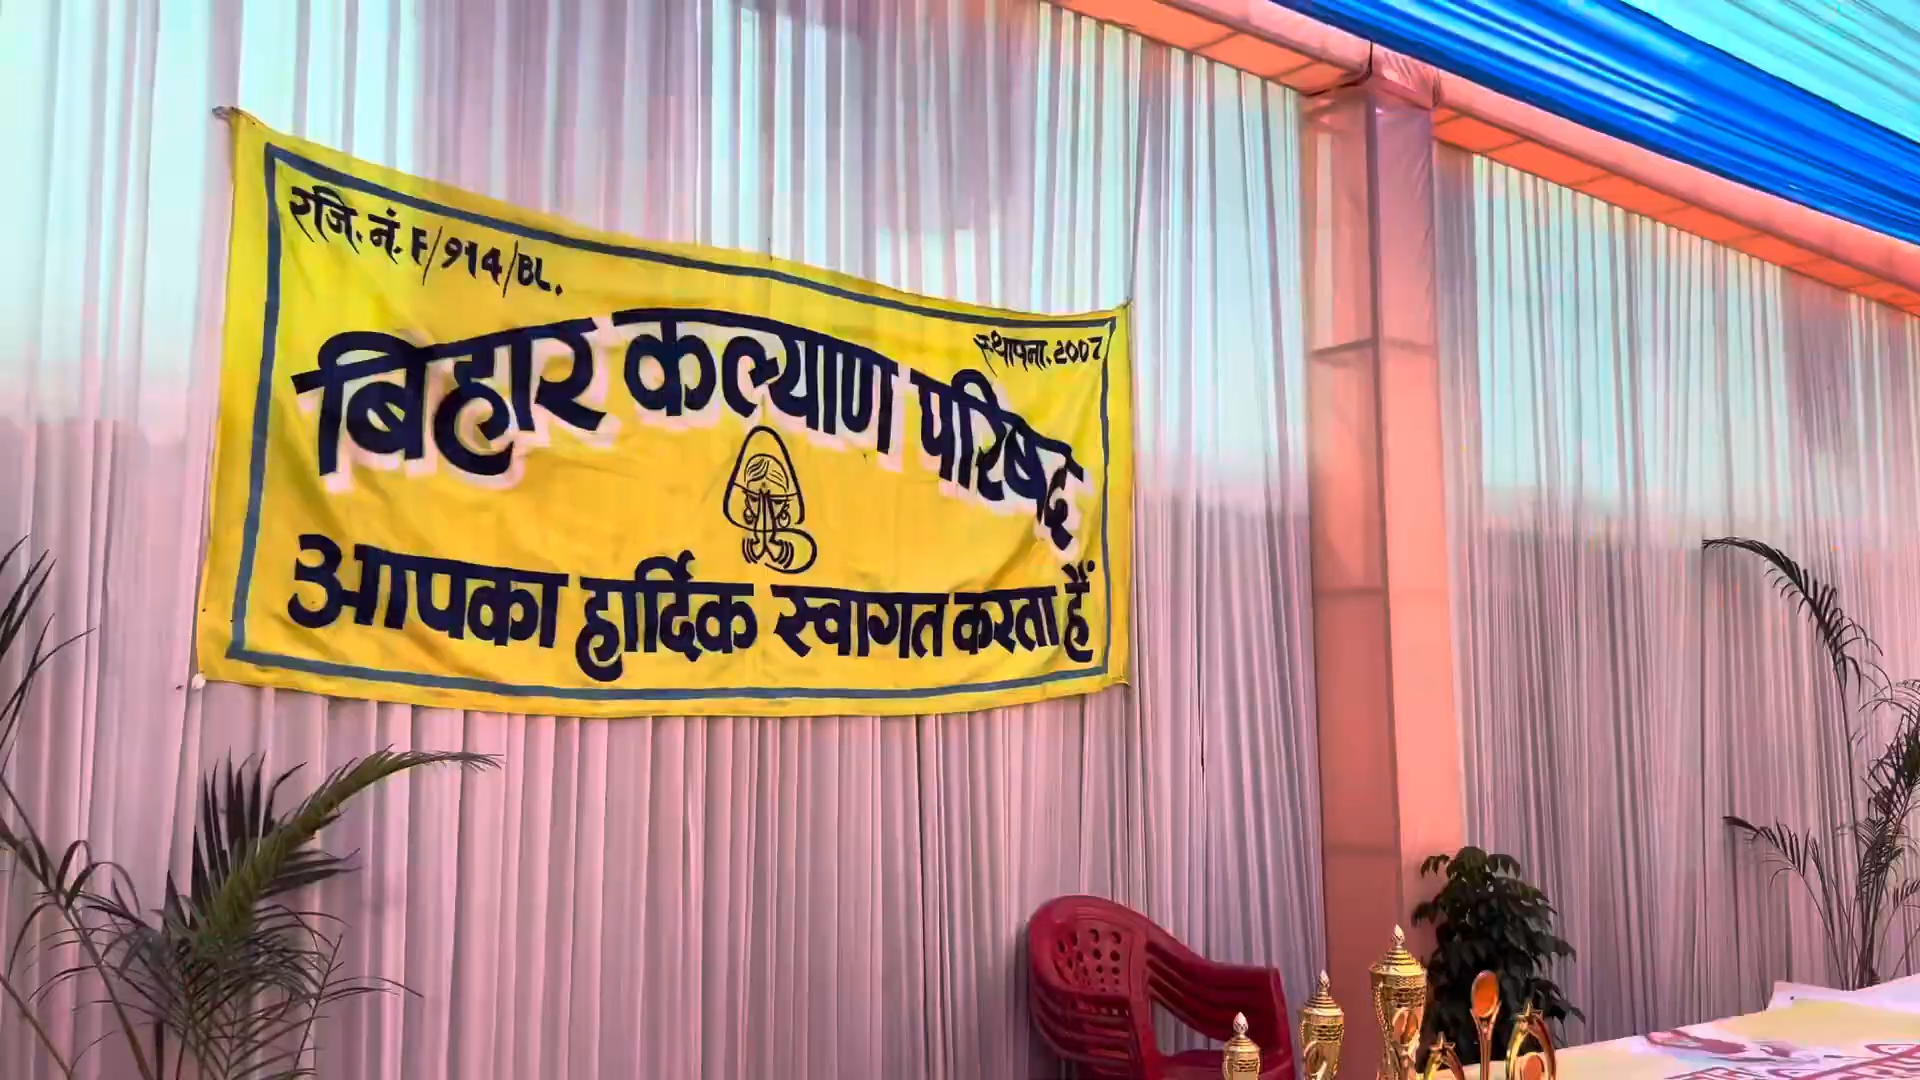 रजि. नं. F/914/BL.
स्थापना. 2007
बिहार कल्याण परिषद
आपका हार्दिक स्वागत करता हैं